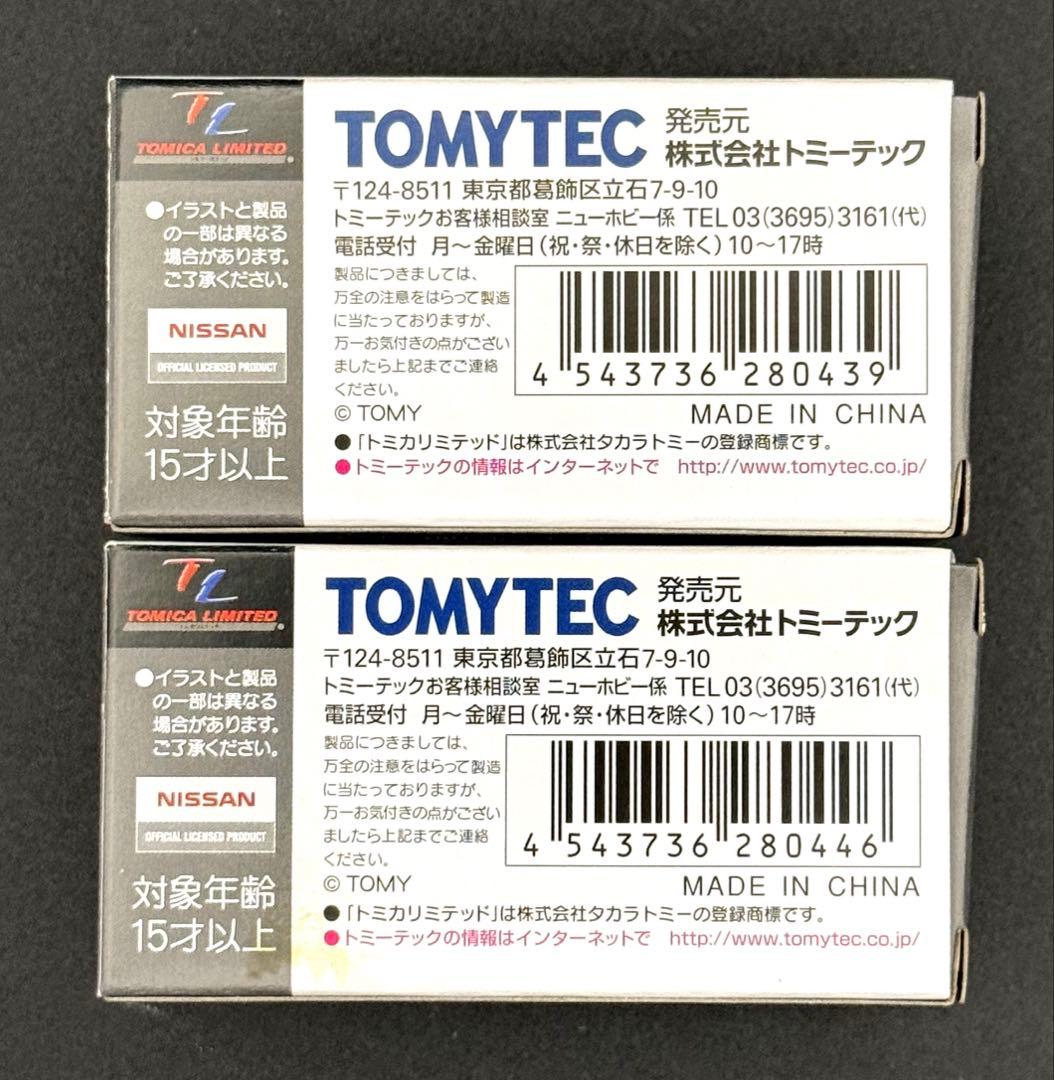 TL
TOMICA LIMITED
●イラストと製品
の一部は異なる
場合があります。
ご了承ください。
NISSAN
OFFICIAL LICENSED PRODUCT
対象年齢
15才以上
TOMYTEC
発売元
株式会社トミーテック
〒124-8511 東京都葛飾区立石7-9-10
トミーテックお客様相談室 ニューホビー係 TEL 03(3695)3161(代)
電話受付 月〜金曜日(祝・祭・休日を除く)10〜17時
製品につきましては、
万全の注意をはらって製造
に当たっておりますが、
万一お気付きの点がござい
ましたら上記までご連絡
ください。
4 543736 280439
© TOMY
MADE IN CHINA
●「トミカリミテッド」は株式会社タカラトミーの登録商標です。
●トミーテックの情報はインターネットで http://www.tomytec.co.jp/
TL
TOMICA LIMITED
●イラストと製品
の一部は異なる
場合があります。
ご了承ください。
NISSAN
OFFICIAL LICENSED PRODUCT
対象年齢
15才以上
TOMYTEC
発売元
株式会社トミーテック
〒124-8511 東京都葛飾区立石7-9-10
トミーテックお客様相談室 ニューホビー係 TEL 03(3695)3161(代)
電話受付 月〜金曜日(祝・祭・休日を除く)10〜17時
製品につきましては、
万全の注意をはらって製造
に当たっておりますが、
万一お気付きの点がござい
ましたら上記までご連絡
ください。
4 543736 280446
© TOMY
MADE IN CHINA
●「トミカリミテッド」は株式会社タカラトミーの登録商標です。
●トミーテックの情報はインターネットで http://www.tomytec.co.jp/